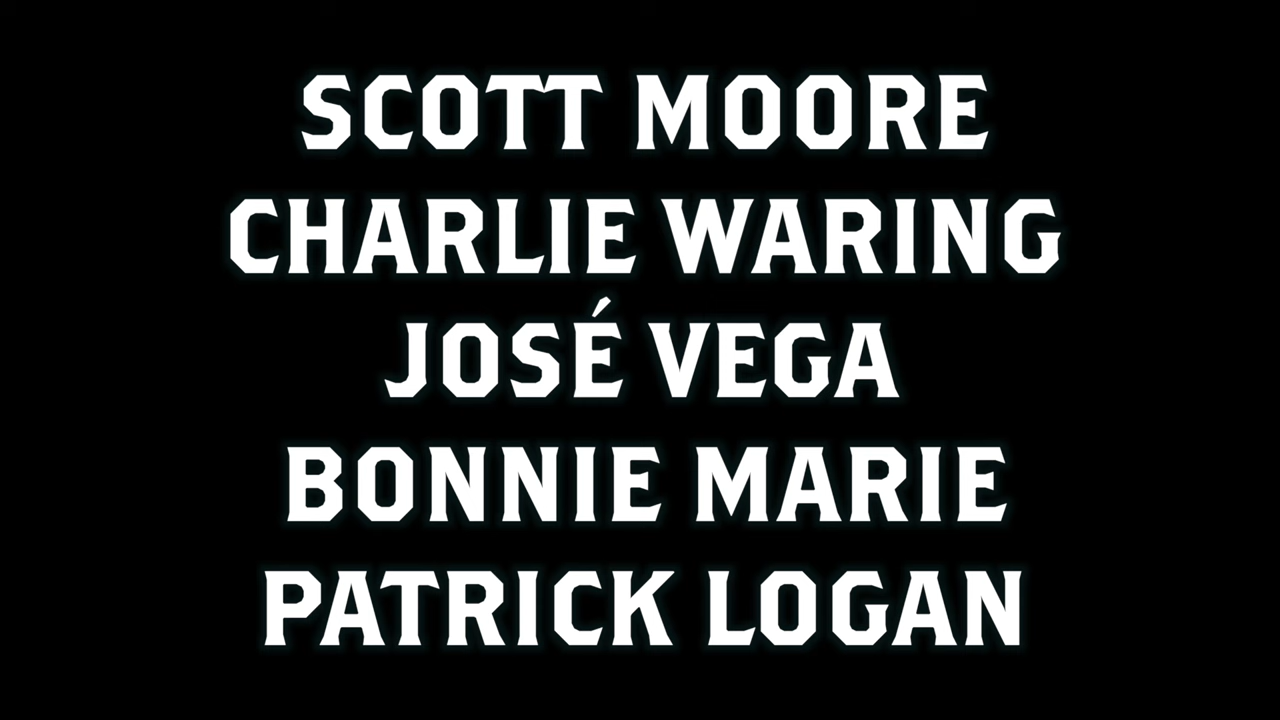 SCOTT MOORE
CHARLIE WARING
JOSÉ VEGA
BONNIE MARIE
PATRICK LOGAN